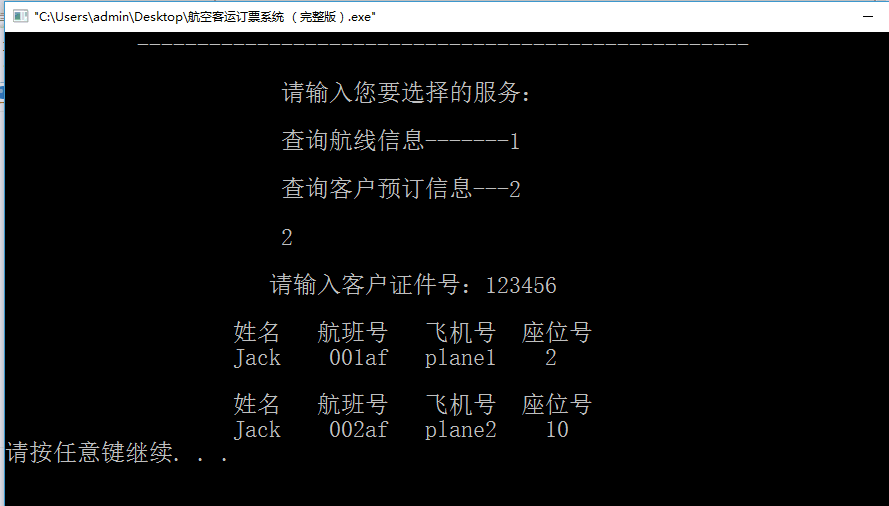 "C:\Users\admin\Desktop\航空客运订票系统 （完整版）.exe"
---------------------------------------------------
请输入您要选择的服务：
查询航线信息-------1
查询客户预订信息---2
2
请输入客户证件号：123456
姓名 航班号 飞机号 座位号
Jack 001af plane1 2
姓名 航班号 飞机号 座位号
Jack 002af plane2 10
请按任意键继续. . .